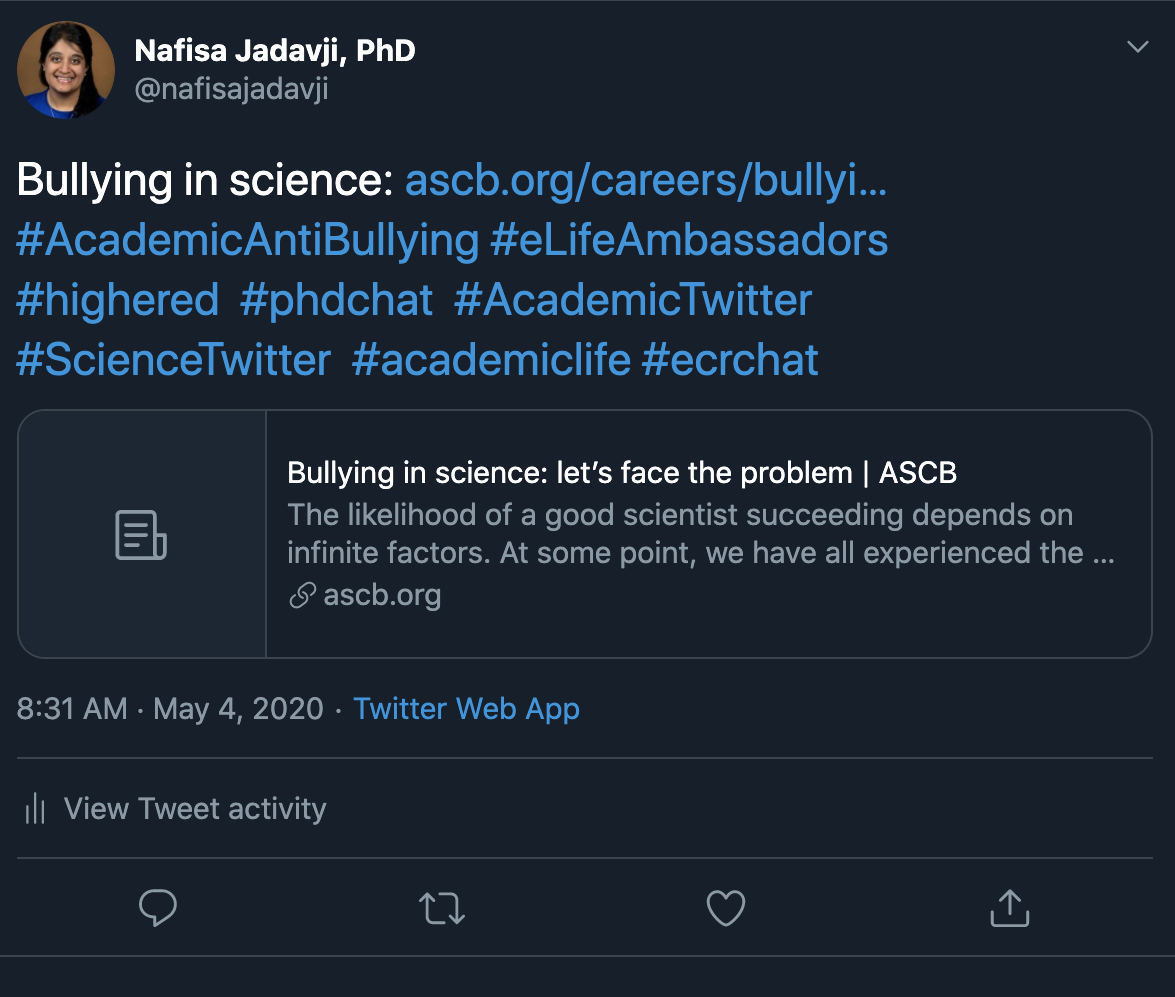 Nafisa Jadavji, PhD
@nafisajadavji
Bullying in science: ascb.org/careers/bullyi...
#AcademicAntiBullying #eLifeAmbassadors
#highered #phdchat #AcademicTwitter
#ScienceTwitter #academiclife #ecrchat
Bullying in science: let’s face the problem | ASCB
The likelihood of a good scientist succeeding depends on
infinite factors. At some point, we have all experienced the ...
ascb.org
8:31 AM · May 4, 2020 · Twitter Web App
View Tweet activity